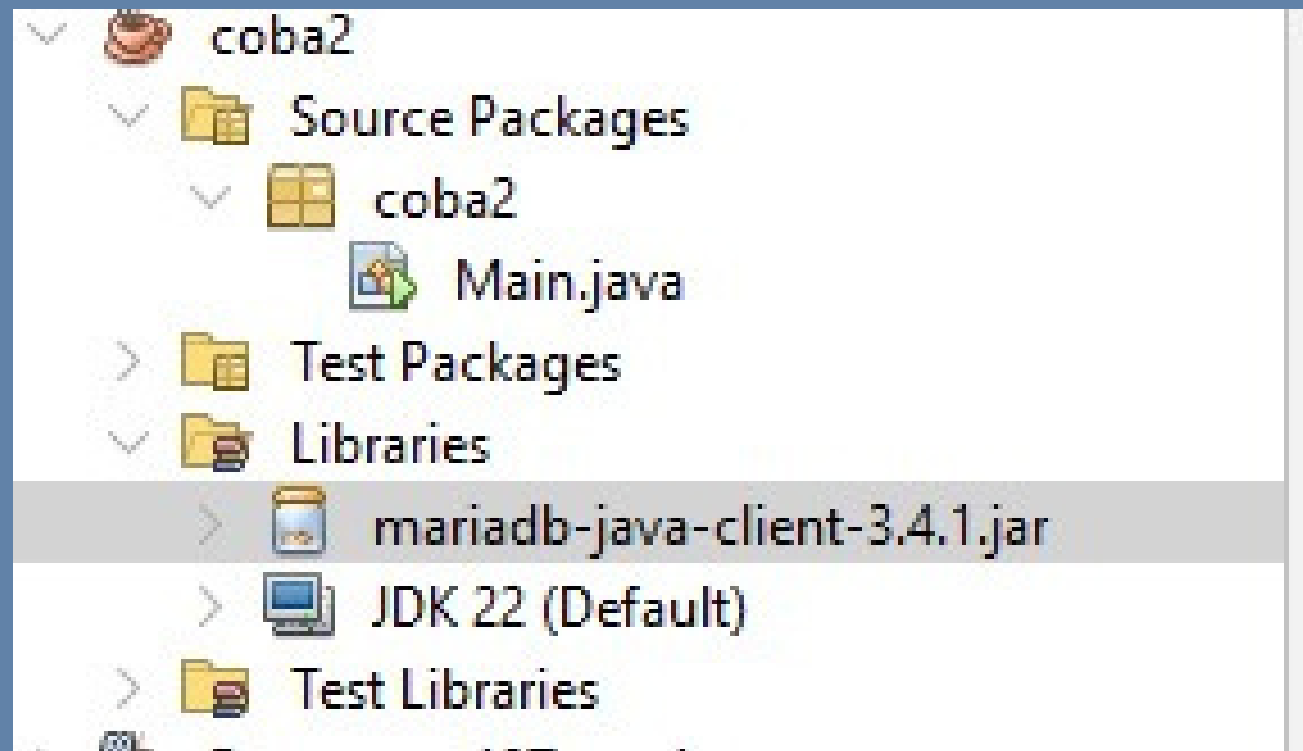 coba2
Source Packages
coba2
Main.java
Test Packages
Libraries
mariadb-java-client-3.4.1.jar
JDK 22 (Default)
Test Libraries